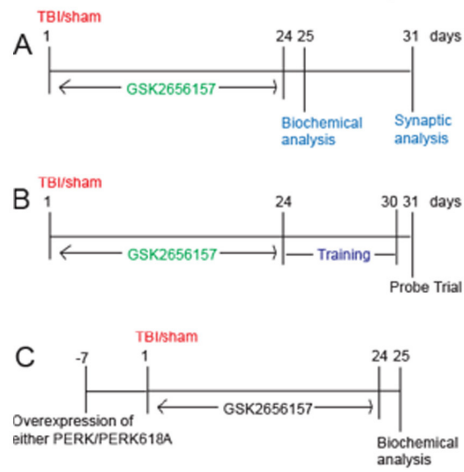 TBI/sham
A 1 24 25 31 days
GSK2656157
Biochemical analysis
Synaptic analysis
TBI/sham
B 1 24 30 31 days
GSK2656157
Training
Probe Trial
TBI/sham
C -7 1 24 25
GSK2656157
Overexpression of
either PERK/PERK618A
Biochemical
analysis